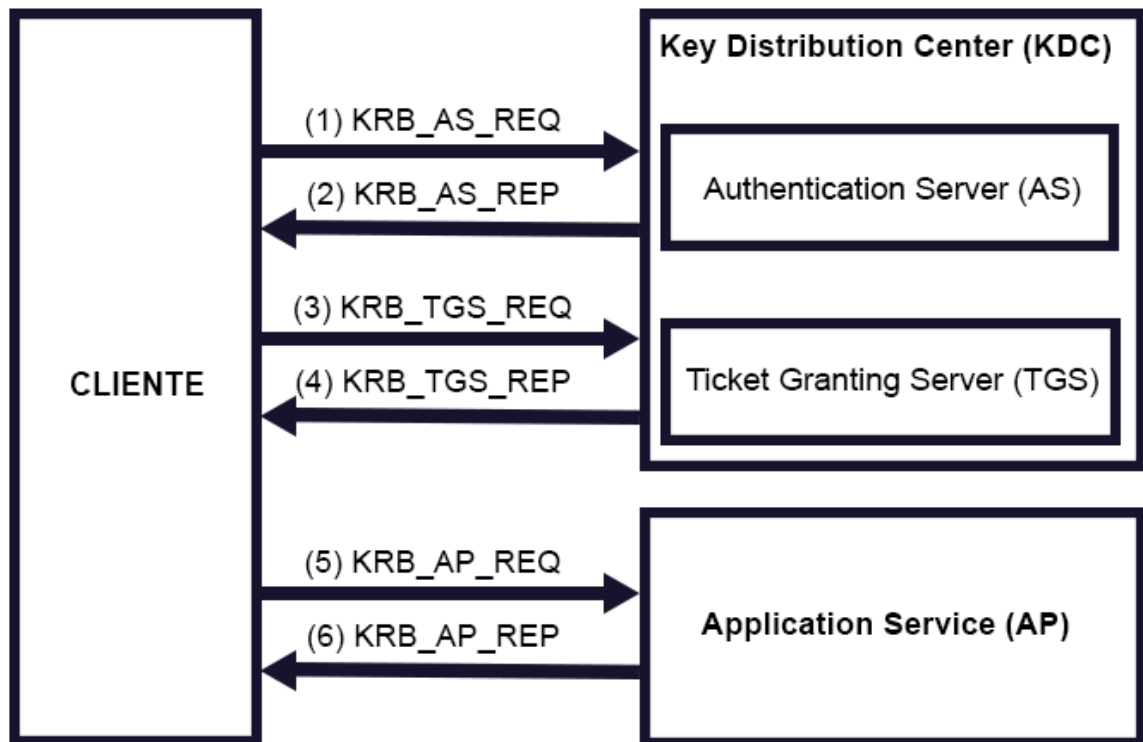 Key Distribution Center (KDC)
(1) KRB_AS_REQ
Authentication Server (AS)
(2) KRB_AS_REP
(3) KRB_TGS_REQ
CLIENTE
(4) KRB_TGS_REP
Ticket Granting Server (TGS)
(5) KRB_AP_REQ
Application Service (AP)
(6) KRB_AP_REP